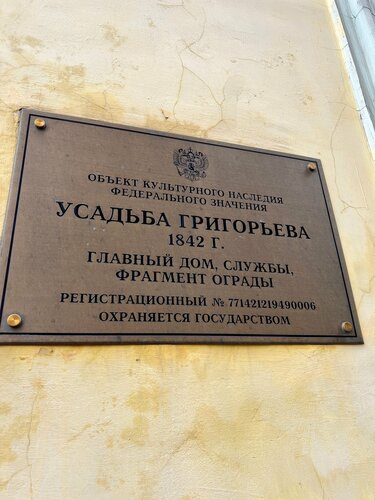 ОБЪЕКТ КУЛЬТУРНОГО НАСЛЕДИЯ
ФЕДЕРАЛЬНОГО ЗНАЧЕНИЯ
УСАДЬБА ГРИГОРЬЕВА
1842 Г.
ГЛАВНЫЙ ДОМ, СЛУЖБЫ,
ФРАГМЕНТ ОГРАДЫ
РЕГИСТРАЦИОННЫЙ № 771421219490006
ОХРАНЯЕТСЯ ГОСУДАРСТВОМ